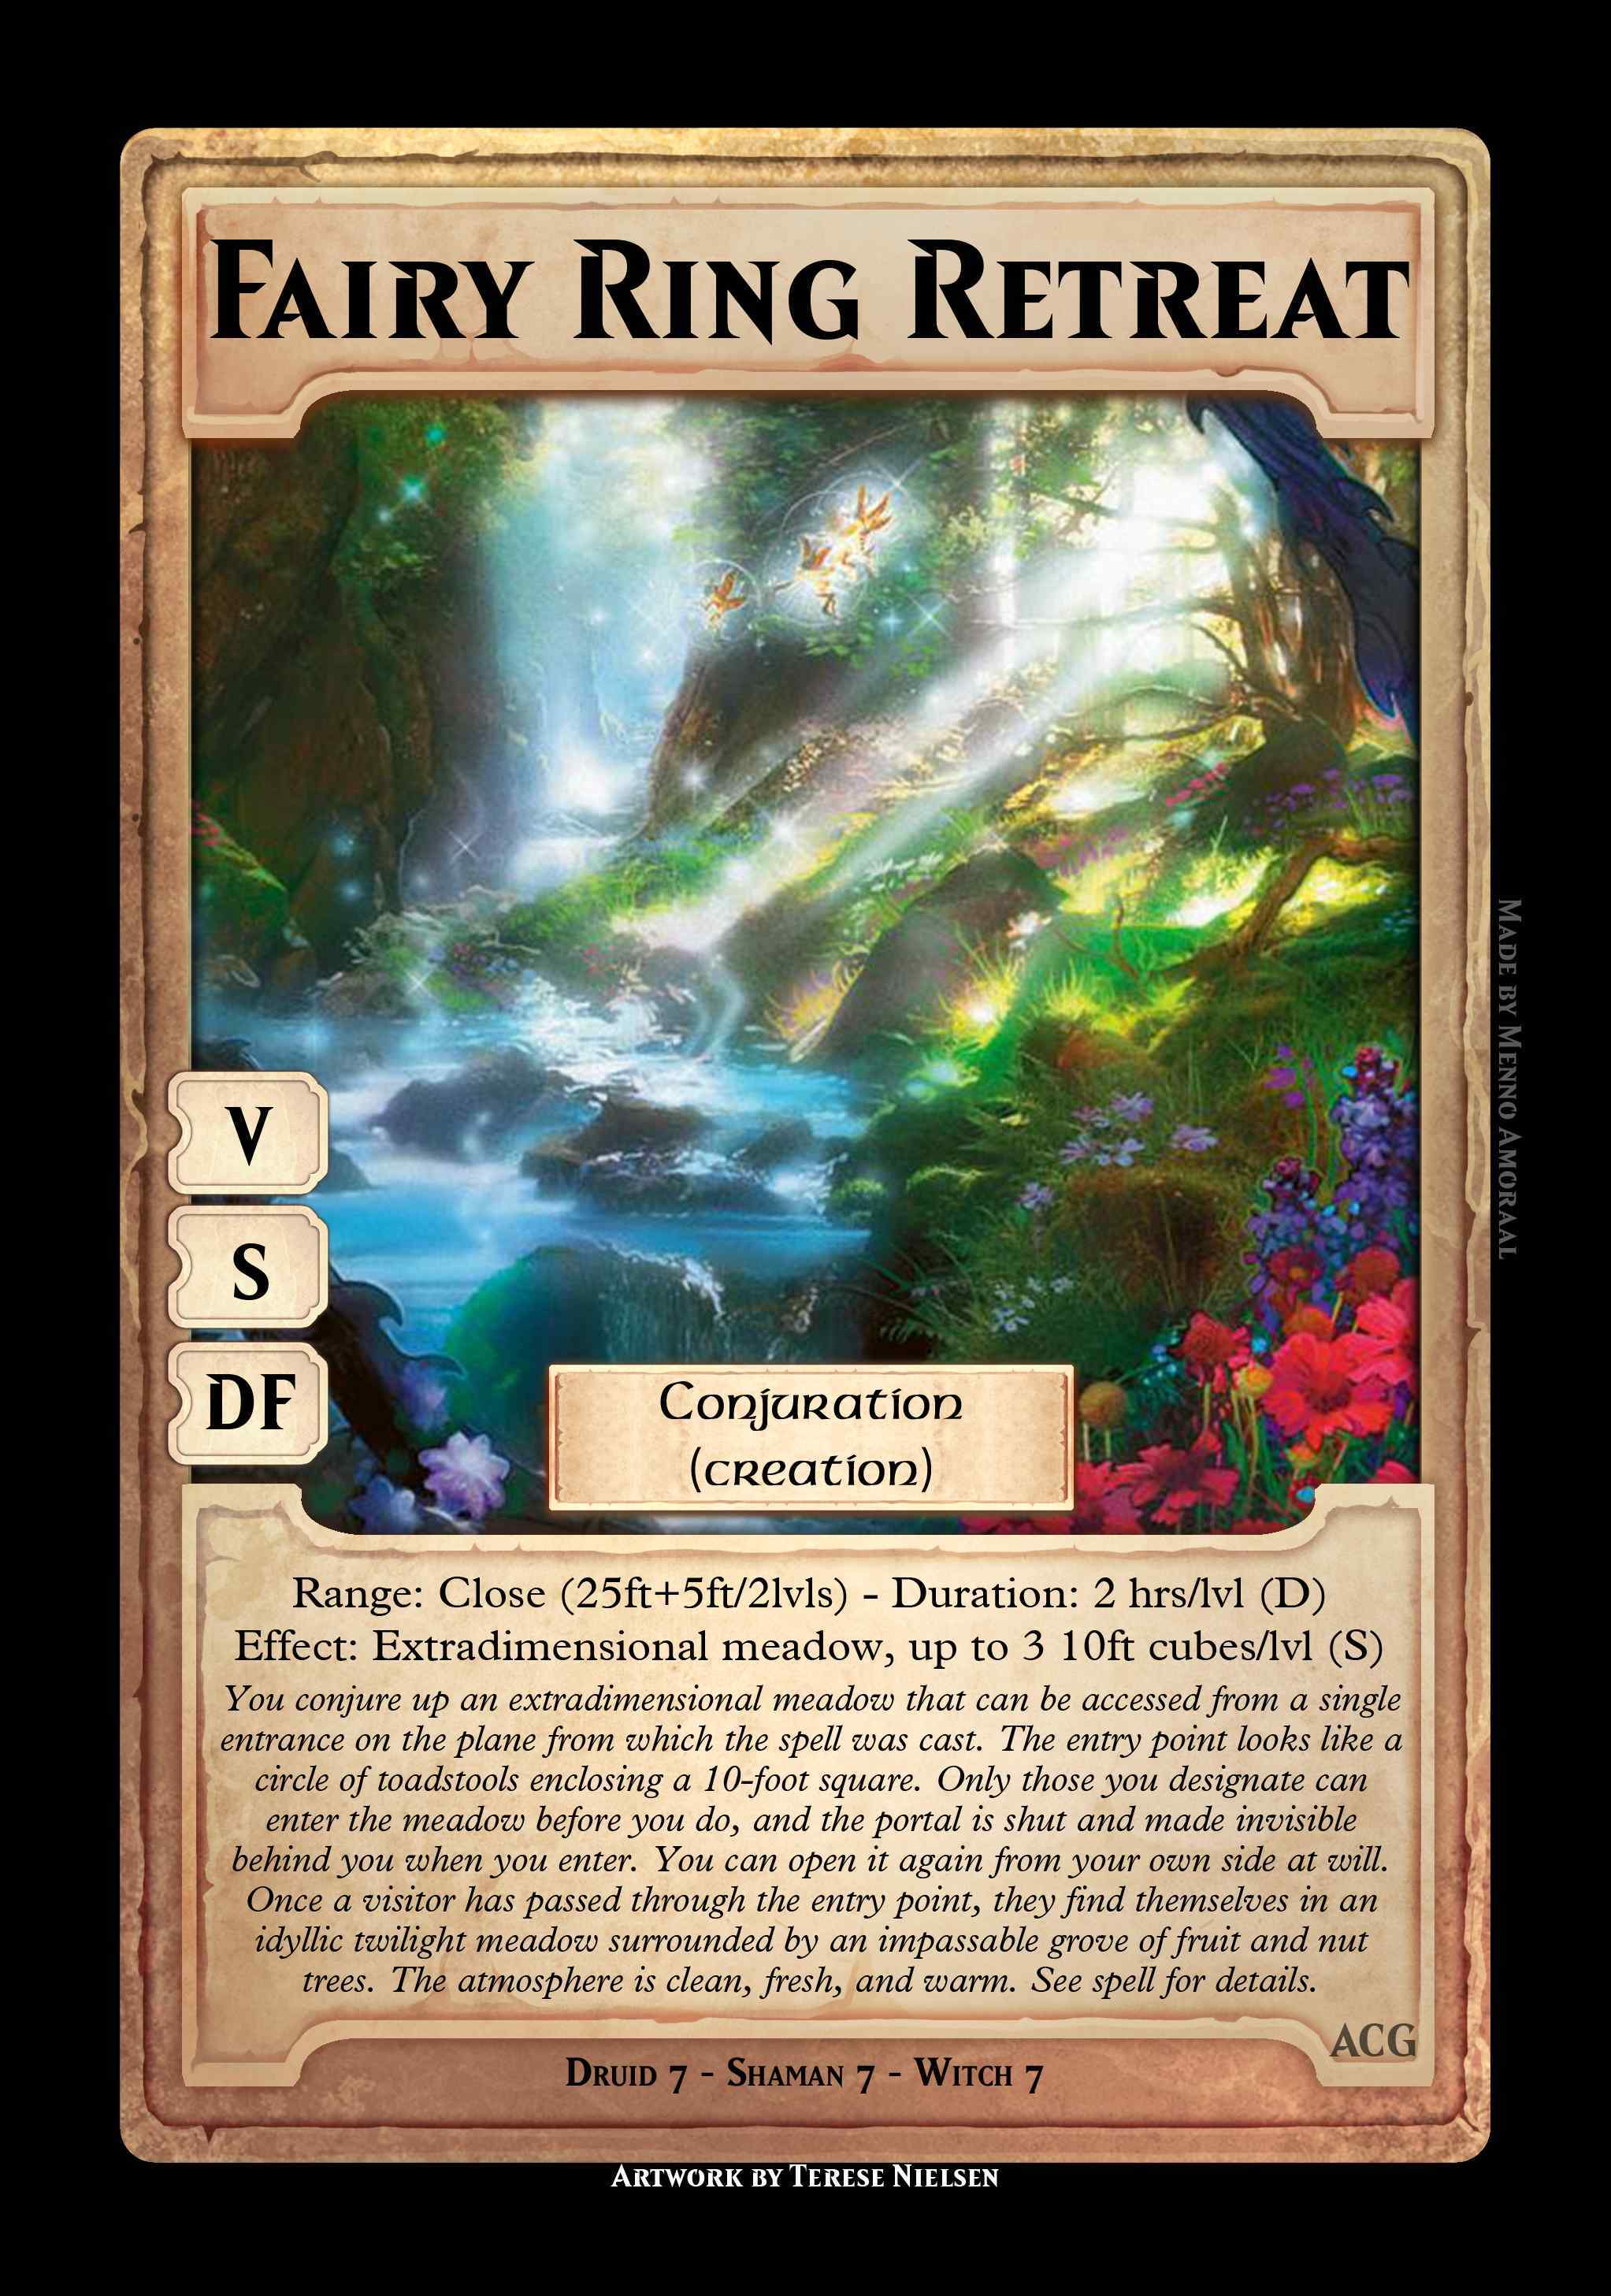 Fairy Ring Retreat
V
S
DF
Conjuration
(creation)
Range: Close (25ft+5ft/2lvls) - Duration: 2 hrs/lvl (D)
Effect: Extradimensional meadow, up to 3 10ft cubes/lvl (S)
You conjure up an extradimensional meadow that can be accessed from a single
entrance on the plane from which the spell was cast. The entry point looks like a
circle of toadstools enclosing a 10-foot square. Only those you designate can
enter the meadow before you do, and the portal is shut and made invisible
behind you when you enter. You can open it again from your own side at will.
Once a visitor has passed through the entry point, they find themselves in an
idyllic twilight meadow surrounded by an impassable grove of fruit and nut
trees. The atmosphere is clean, fresh, and warm. See spell for details.
ACG
Druid 7 - Shaman 7 - Witch 7
Artwork by Terese Nielsen
Made by Menno Amoraal